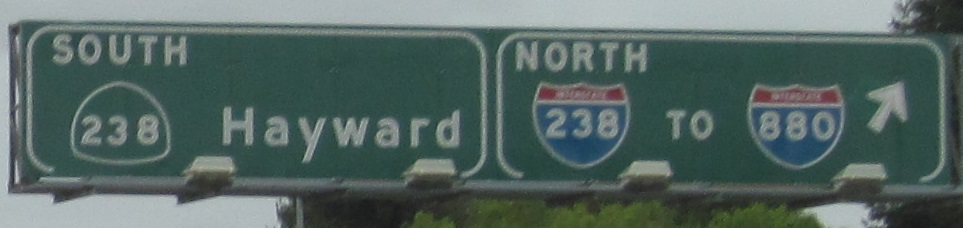 SOUTH
238 Hayward
NORTH
INTERSTATE INTERSTATE
238 TO 880